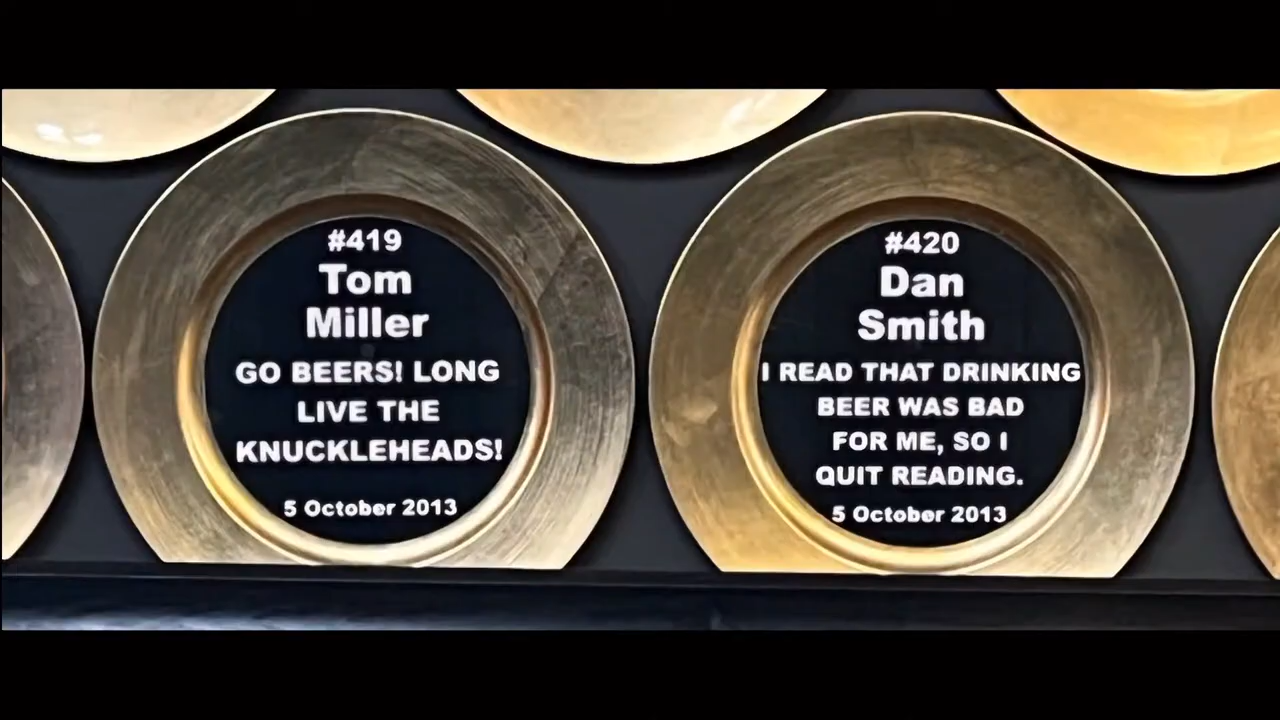 #419
Tom
Miller
GO BEERS! LONG
LIVE THE
KNUCKLEHEADS!
5 October 2013
#420
Dan
Smith
I READ THAT DRINKING
BEER WAS BAD
FOR ME, SO I
QUIT READING.
5 October 2013